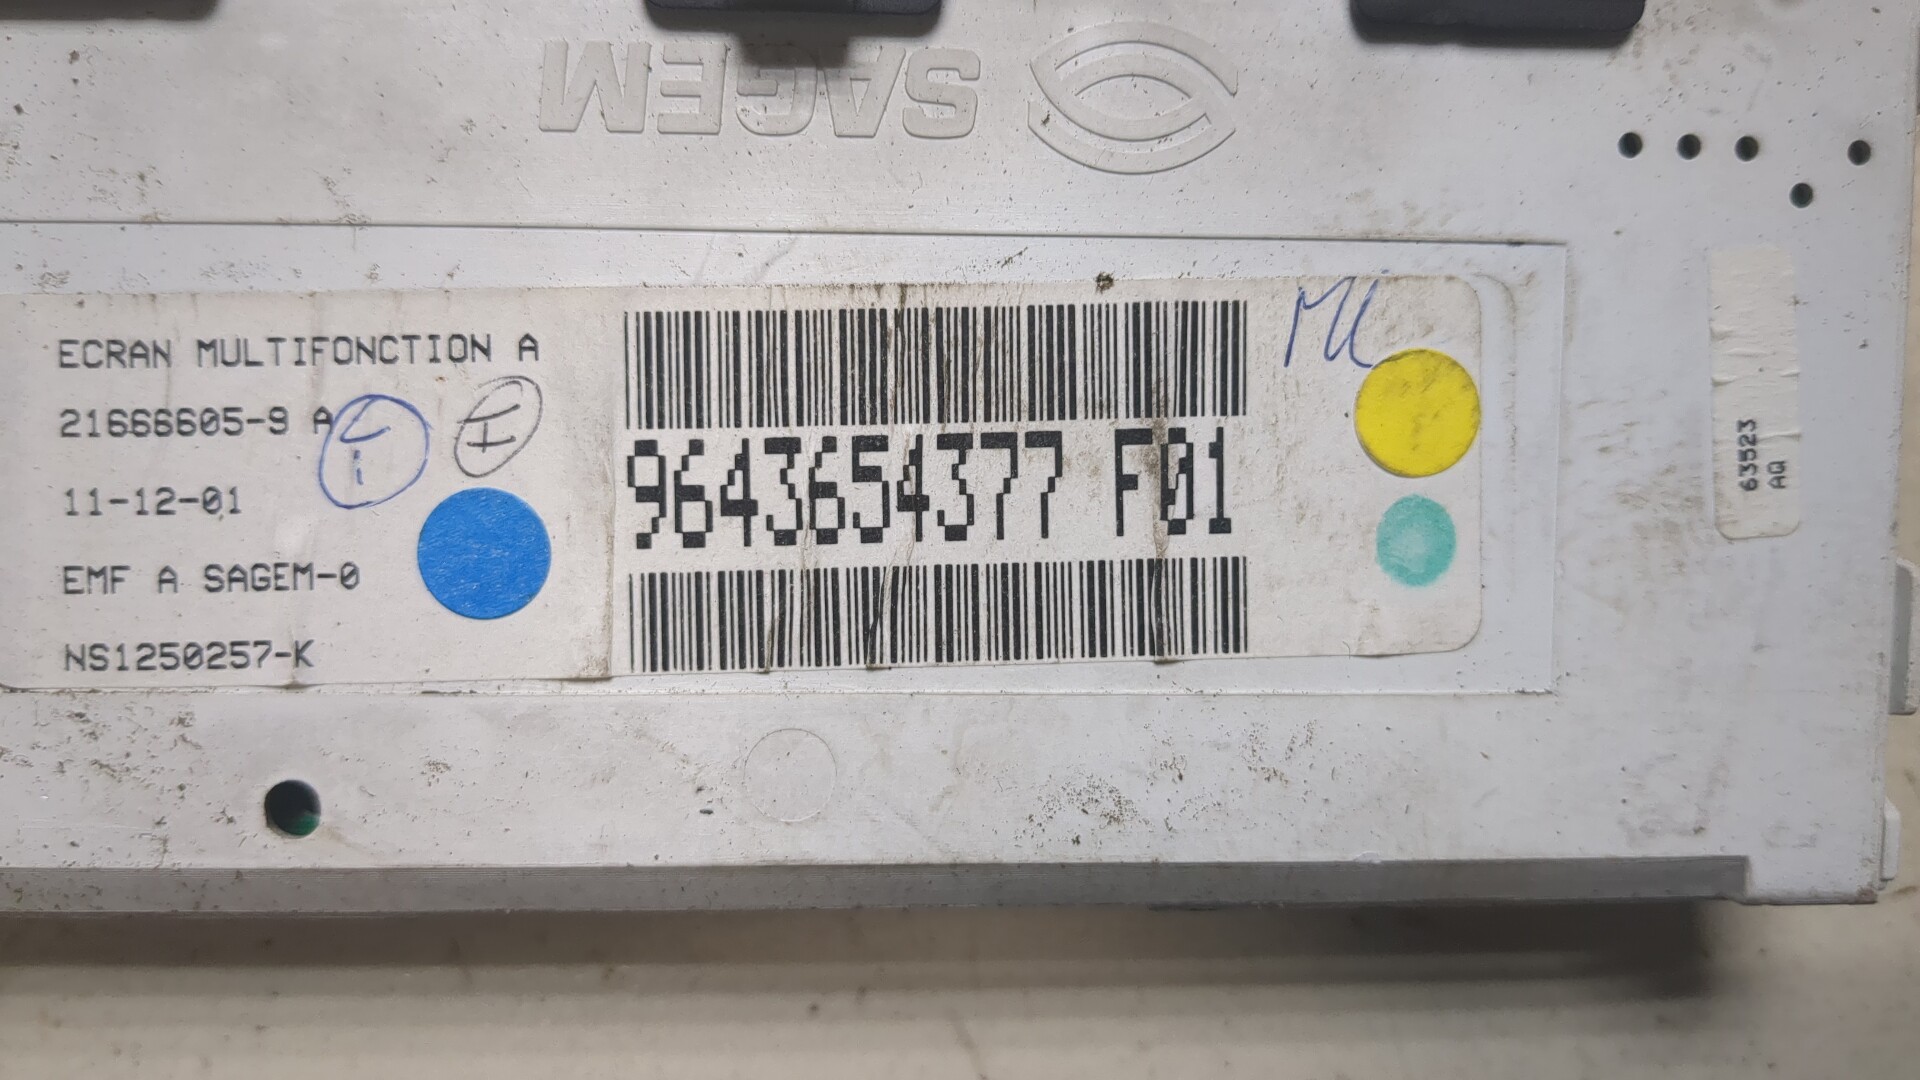 SAGEM
ECRAN MULTIFONCTION A
21666605-9 A
11-12-01
EMF A SAGEM-0
NS1250257-K
9643654377 F01
63523
AQ